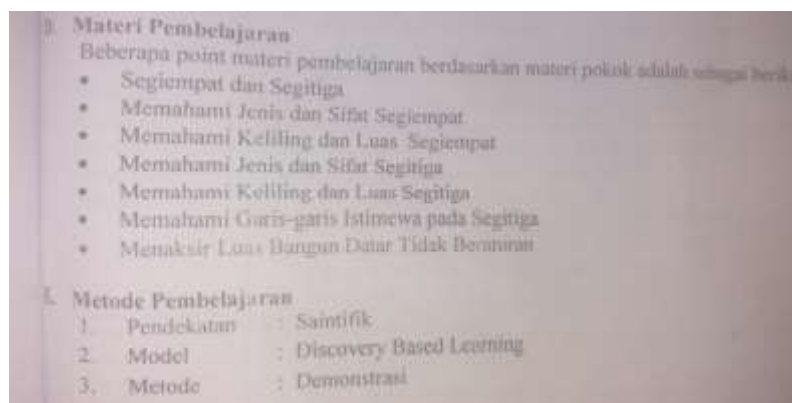 Materi Pembelajaran
Beberapa point materi pembelajaran berdasarkan materi pokok adalah sebagai
• Segiempat dan Segitiga
• Memahami Jenis dan Sifat Segiempat
• Memahami Keliling dan Luas Segiempat
• Memahami Jenis dan Sifat Segitiga
• Memahami Keliling dan Luas Segitiga
• Memahami Garis-garis Istimewa pada Segitiga
• Menaksir Luas Bangun Datar Tidak Beraturan
Metode Pembelajaran
1. Pendekatan : Saintifik
2. Model : Discovery Based Learning
3. Metode : Demonstrasi